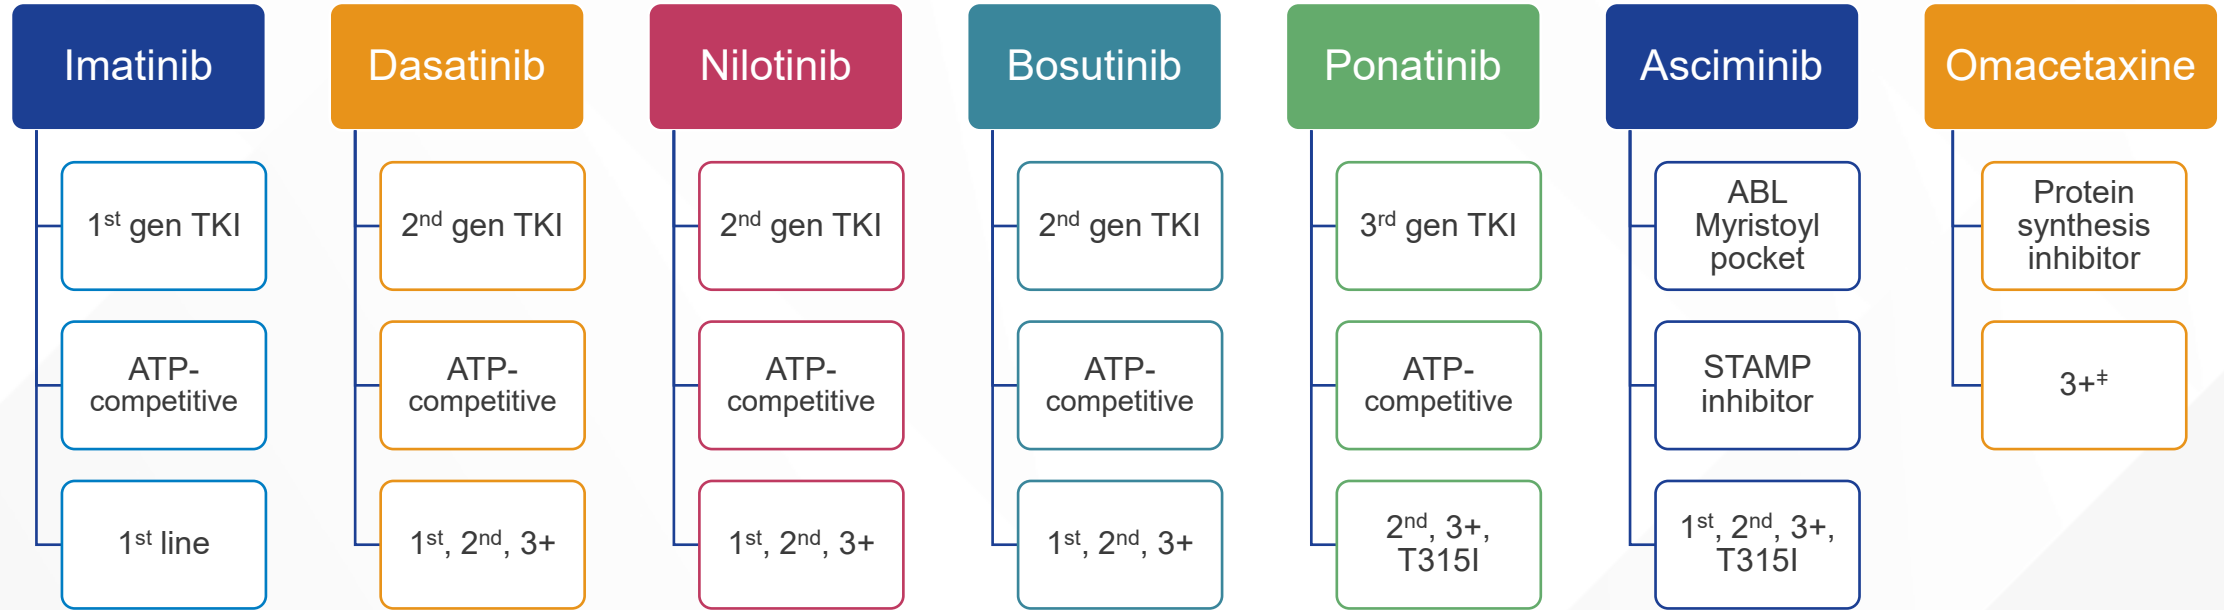 Imatinib
1st gen TKI
ATP-
competitive
1st line
Dasatinib
2nd gen TKI
ATP-
competitive
1st, 2nd, 3+
Nilotinib
2nd gen TKI
ATP-
competitive
1st, 2nd, 3+
Bosutinib
2nd gen TKI
ATP-
competitive
1st, 2nd, 3+
Ponatinib
3rd gen TKI
ATP-
competitive
2nd, 3+,
T315I
Asciminib
ABL
Myristoyl
pocket
STAMP
inhibitor
1st, 2nd, 3+,
T315I
Omacetaxine
Protein
synthesis
inhibitor
3+‡